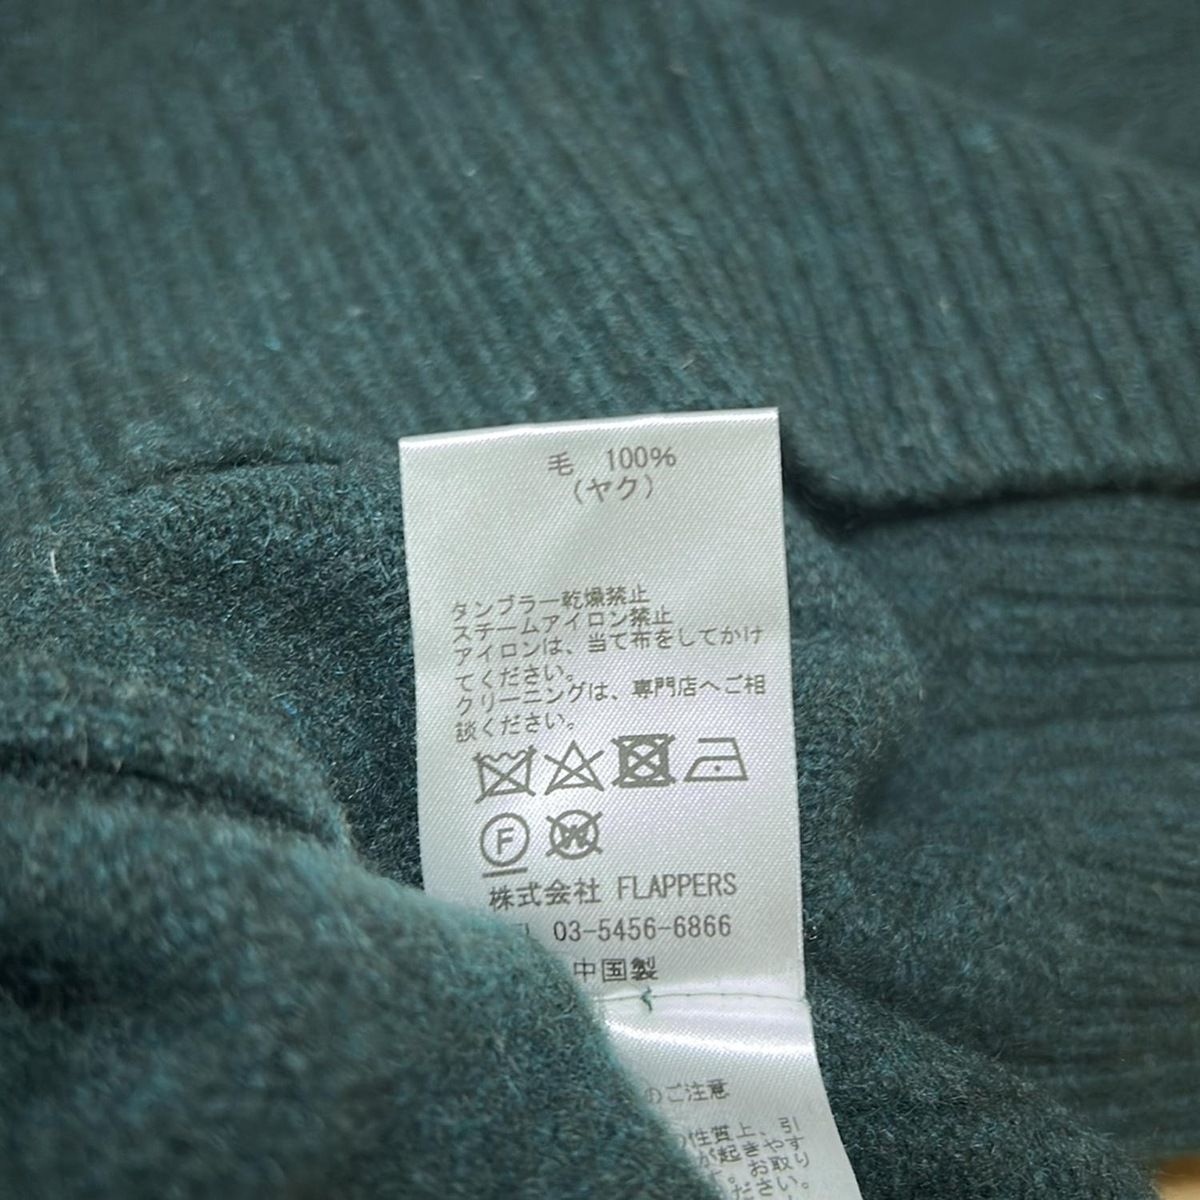 毛 100%
(ヤク)
タンブラー乾燥禁止
スチームアイロン禁止
アイロンは、当て布をしてかけ
てください。
クリーニングは、専門店へご相
談ください。
F W
株式会社 FLAPPERS
03-5456-6866
中国製
のご注意
性質上、引
が起きやす
。お取り
ださい。